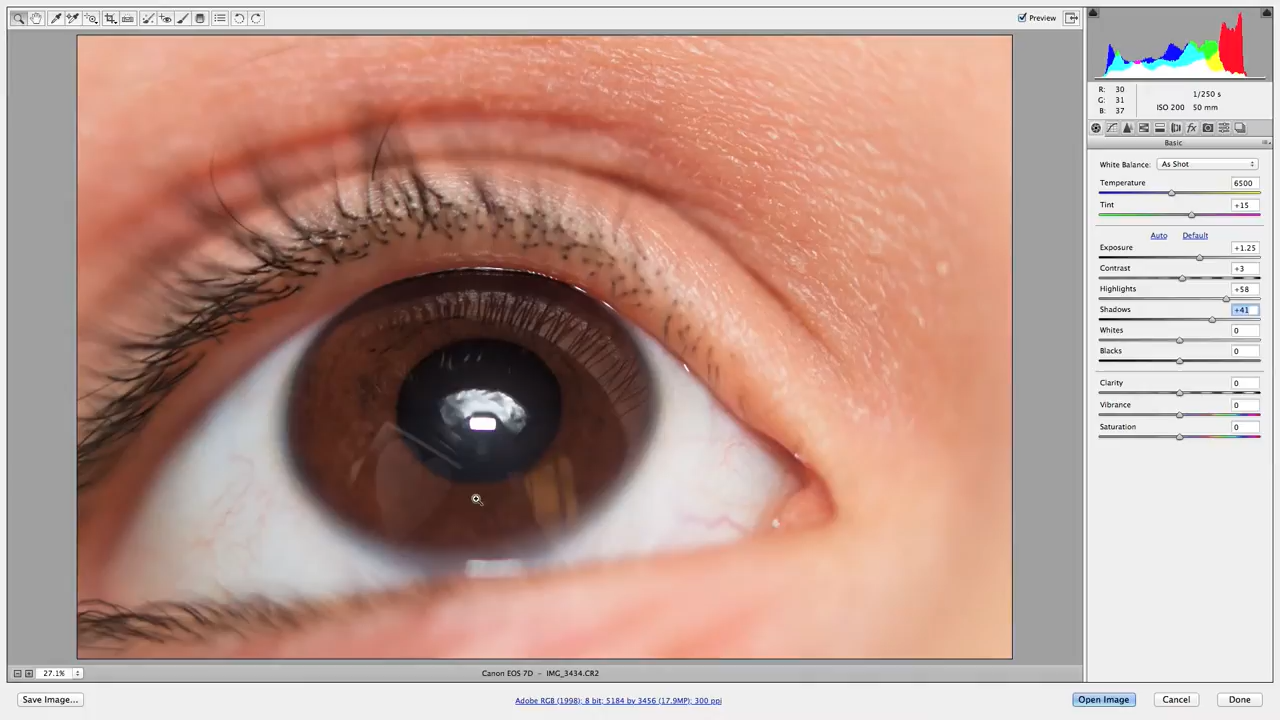 Preview
R: 30
G: 31
B: 37
1/250 s
ISO 200 50 mm
fx
Basic
White Balance: As Shot
Temperature 6500
Tint +15
Auto Default
Exposure +1.25
Contrast +3
Highlights +58
Shadows +41
Whites 0
Blacks 0
Clarity 0
Vibrance 0
Saturation 0
27.1%
Canon EOS 7D – IMG_3434.CR2
Save Image...
Adobe RGB (1998); 8 bit; 5184 by 3456 (17.9MP); 300 ppi
Open Image
Cancel
Done